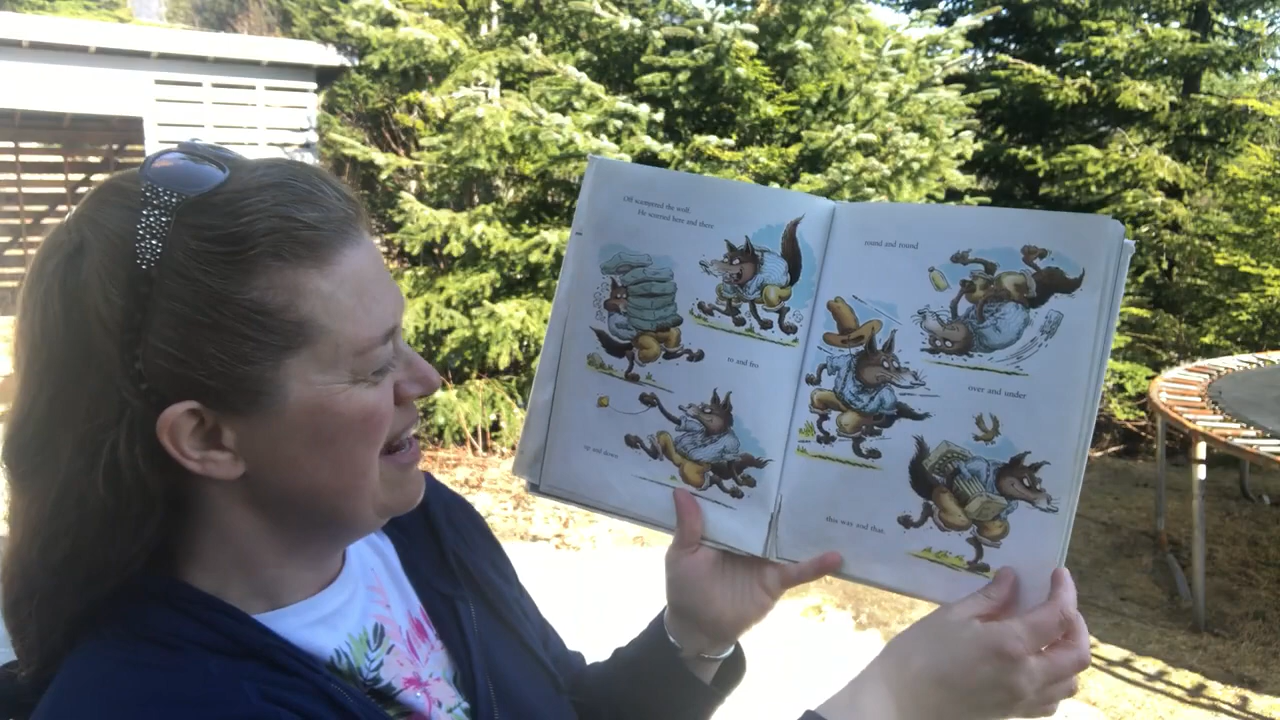 Off scampered the wolf.
He scurried here and there
to and fro
up and down
round and round
over and under
this way and that.